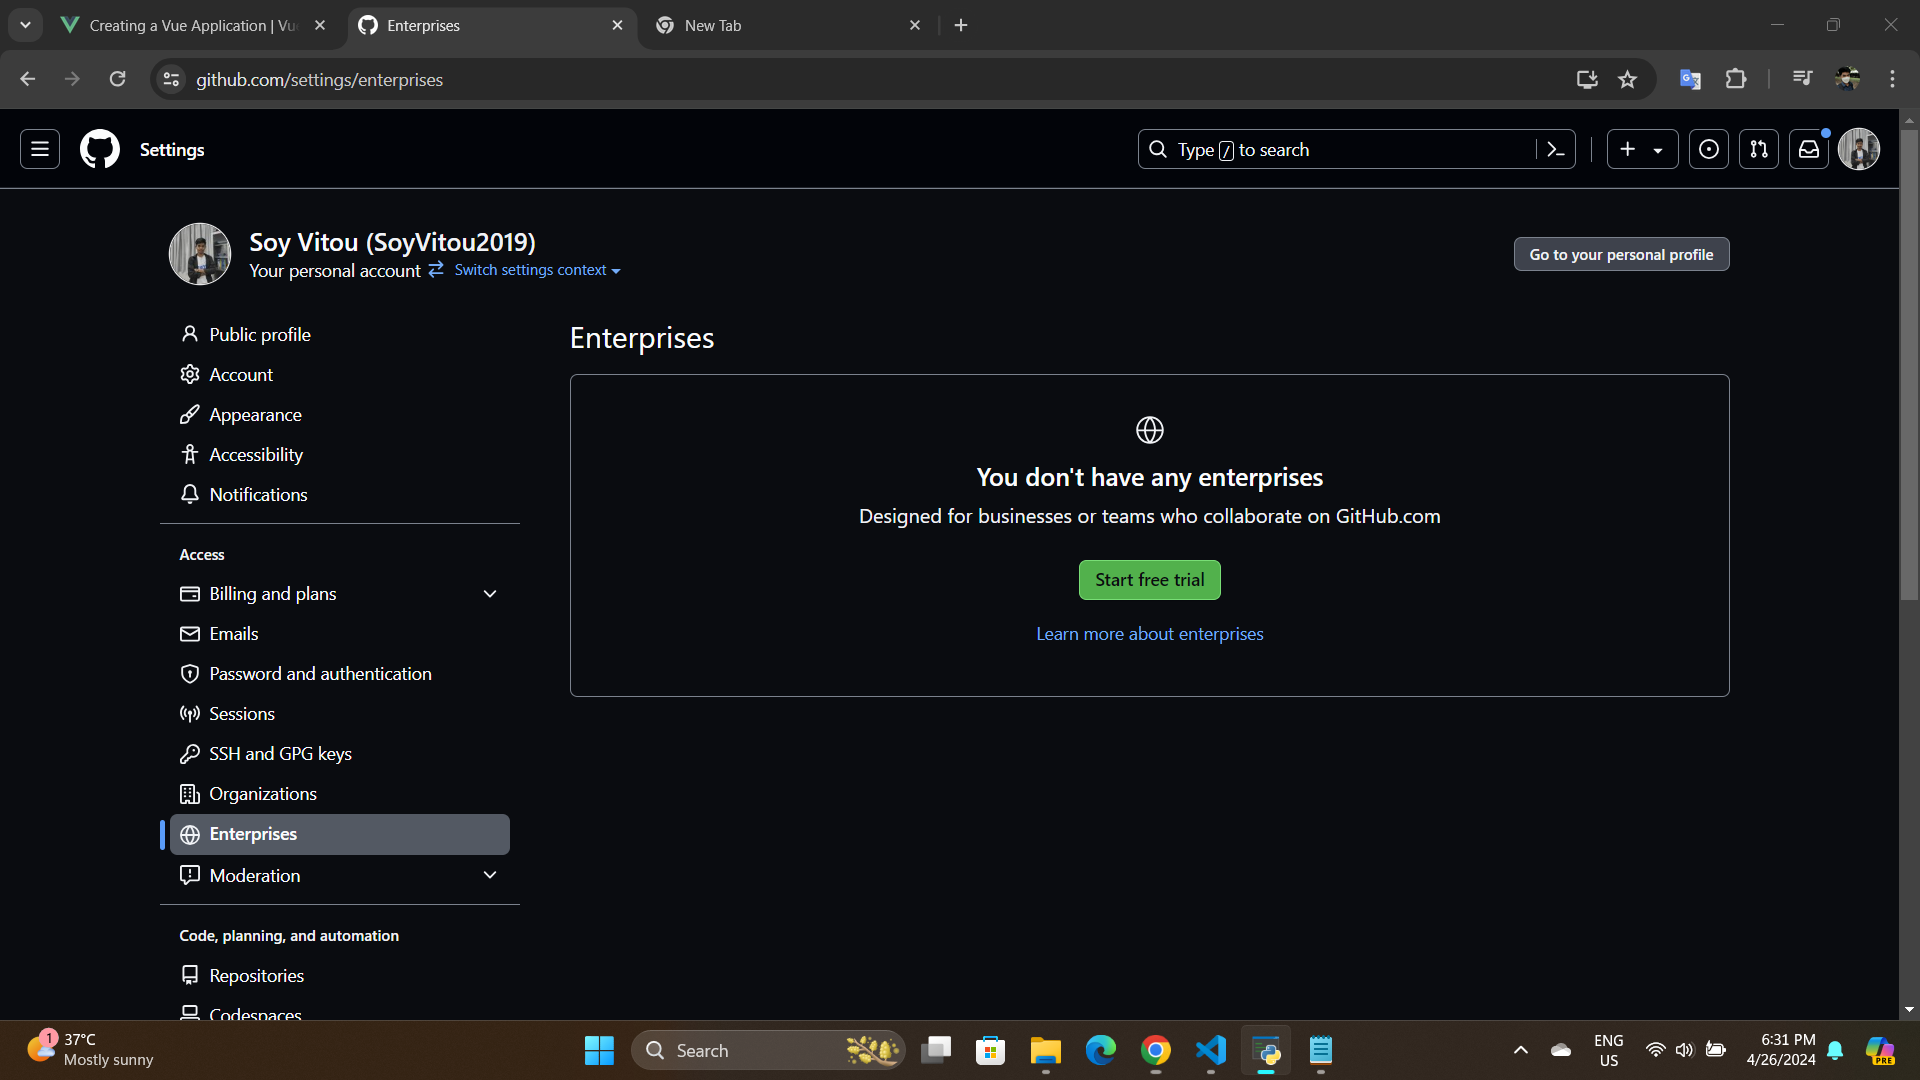 Creating a Vue Application | Vue
Enterprises
New Tab
github.com/settings/enterprises
Settings
Type / to search
Soy Vitou (SoyVitou2019)
Your personal account
Switch settings context
Go to your personal profile
Public profile
Account
Appearance
Accessibility
Notifications
Access
Billing and plans
Emails
Password and authentication
Sessions
SSH and GPG keys
Organizations
Enterprises
Moderation
Code, planning, and automation
Repositories
Codespaces
Enterprises
You don't have any enterprises
Designed for businesses or teams who collaborate on GitHub.com
Start free trial
Learn more about enterprises
1
37°C
Mostly sunny
Search
ENG
US
6:31 PM
4/26/2024
PRE